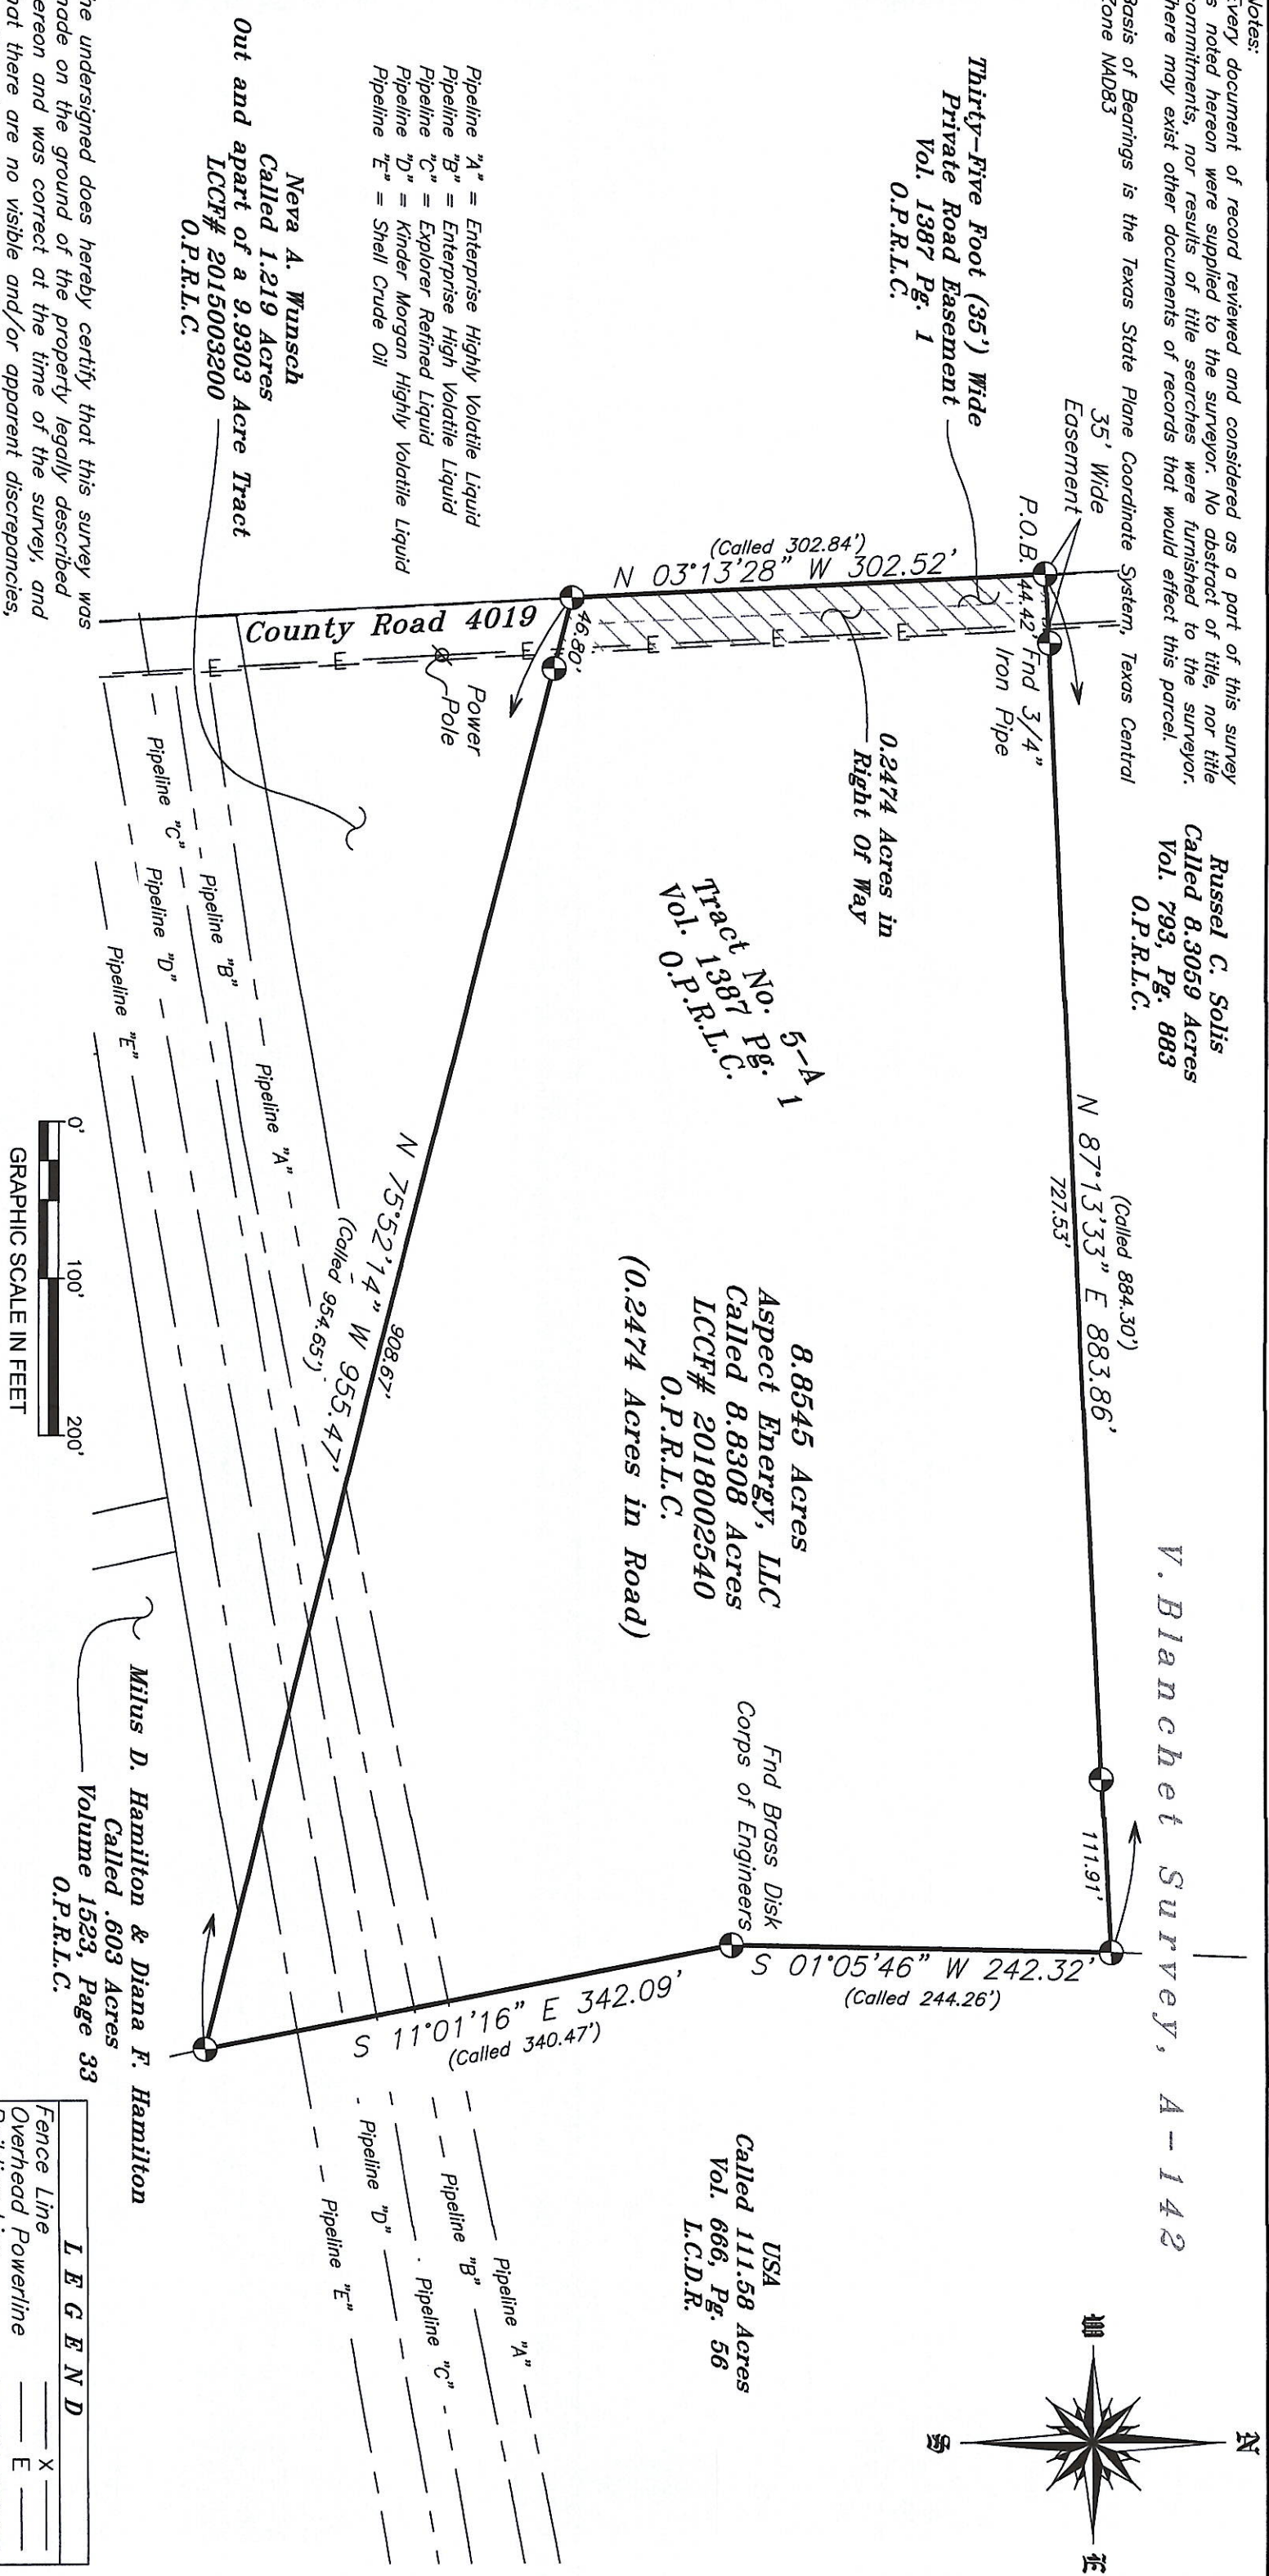 Notes:
Every document of record reviewed and considered as a part of this survey
s noted hereon were supplied to the surveyor. No abstract of title, nor title
ommitments, nor results of title searches were furnished to the surveyor.
here may exist other documents of records that would effect this parcel.
Basis of Bearings is the Texas State Plane Coordinate System, Texas Central
Zone NAD83
Thirty-Five Foot (35') Wide
Private Road Easement
Vol. 1387 Pg. 1
O.P.R.L.C.
35' Wide
Easement
P.O.B.
44.42'
Fnd 3/4"
Iron Pipe
Russel C. Solis
Called 8.3059 Acres
Vol. 793, Pg. 883
O.P.R.L.C.
(Called 884.30')
N 87°13'33" E 883.86'
727.53'
111.91'
V. Blanchet Survey, A-142
N
W
E
S
(Called 302.84')
N 03°13'28" W 302.52'
E
E
E
0.2474 Acres in
Right Of Way
Tract No. 5-A
Vol. 1387 Pg. 1
O.P.R.L.C.
8.8545 Acres
Aspect Energy, LLC
Called 8.8308 Acres
LCCF# 2018002540
O.P.R.L.C.
(0.2474 Acres in Road)
Fnd Brass Disk
Corps of Engineers
S 01°05'46" W 242.32'
(Called 244.26')
S 11°01'16" E 342.09'
(Called 340.47')
USA
Called 111.58 Acres
Vol. 666, Pg. 56
L.C.D.R.
Pipeline "A" = Enterprise Highly Volatile Liquid
Pipeline "B" = Enterprise High Volatile Liquid
Pipeline "C" = Explorer Refined Liquid
Pipeline "D" = Kinder Morgan Highly Volatile Liquid
Pipeline "E" = Shell Crude Oil
46.80'
County Road 4019
E
E
E
Power
Pole
908.67'
N 75°52'14" W 955.47'
(Called 954.65')
Neva A. Wunsch
Called 1.219 Acres
Out and apart of a 9.9303 Acre Tract
LCCF# 2015003200
O.P.R.L.C.
Pipeline "A"
Pipeline "B"
Pipeline "C"
Pipeline "D"
Pipeline "E"
Pipeline "A"
Pipeline "B"
Pipeline "C"
Pipeline "D"
Pipeline "E"
Milus D. Hamilton & Diana F. Hamilton
Called .603 Acres
Volume 1523, Page 33
O.P.R.L.C.
he undersigned does hereby certify that this survey was
nade on the ground of the property legally described
ereon and was correct at the time of the survey, and
at there are no visible and/or apparent discrepancies,
0' 100' 200'
GRAPHIC SCALE IN FEET
LEGEND
Fence Line X
Overhead Powerline E